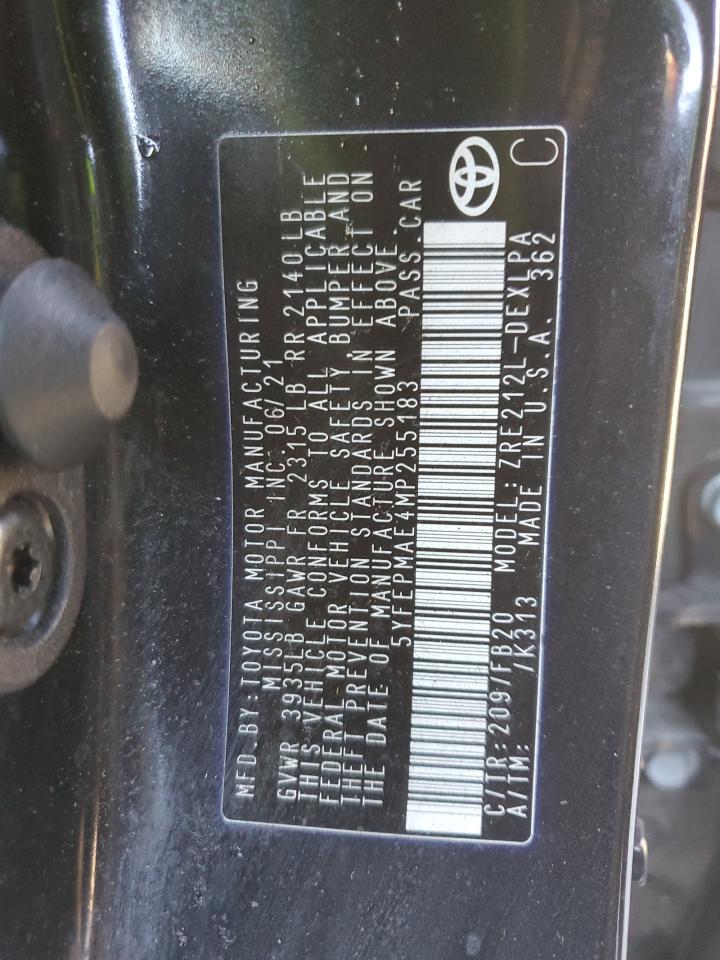 MFD BY:TOYOTA MOTOR MANUFACTURING
MISSISSIPPI INC.06/21
GVWR 3935LB GAWR FR 2315 LB RR 2140LB
THIS VEHICLE CONFORMS TO ALL APPLICABLE
FEDERAL MOTOR VEHICLE SAFETY BUMPER AND
THEFT PREVENTION STANDARDS IN EFFECT ON
THE DATE OF MANUFACTURE SHOWN ABOVE
5YFEPMAE4MP255183 PASS.CAR
C/TR:209/FB20 MODEL:ZRE212L-DEXLPA
A/TM: /K313 MADE IN U.S.A. 362
C